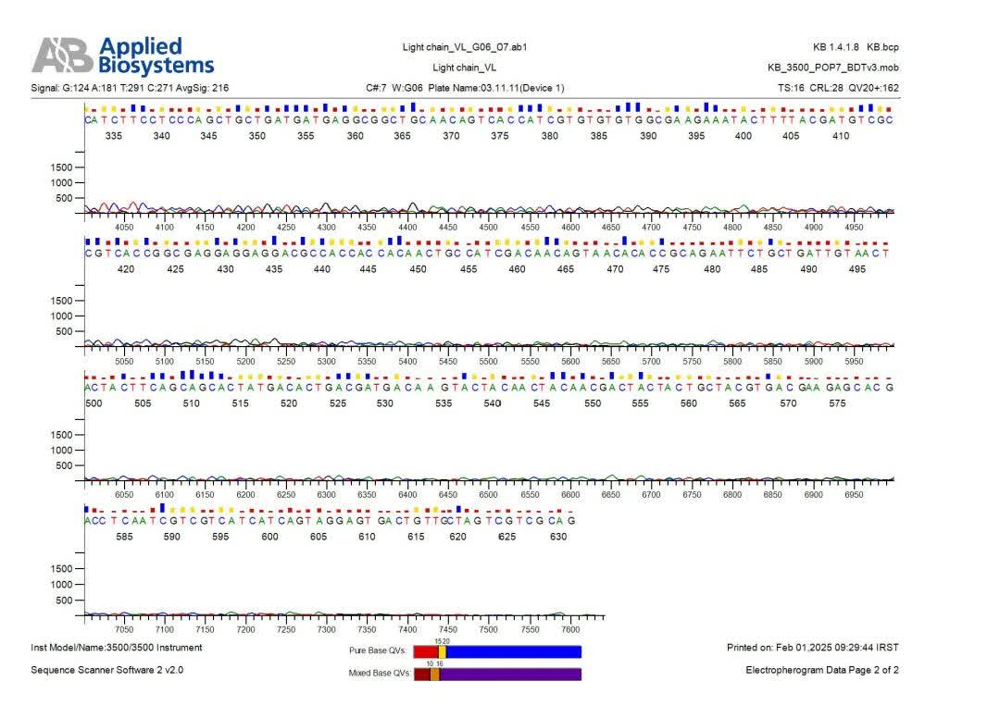 AB Applied Biosystems
Light chain_VL_G06_07.ab1
KB 1.4.1.8 KB.bcp
Light chain_VL
KB_3500_POP7_BDTv3.mob
Signal: G:124 A:181 T:291 C:271 AvgSig: 216
C#:7 W:G06 Plate Name:03.11.11(Device 1)
TS:16 CRL:28 QV20+:162
CATCTTCCTCCCAGCTGCTGATGATGAGGCGGCTGCAACAGTCACCATCGTGTGTGTGGCGAAGAAATACTTTTACGATGTCGC
335 340 345 350 355 360 365 370 375 380 385 390 395 400 405 410
1500
1000
500
4050 4100 4150 4200 4250 4300 4350 4400 4450 4500 4550 4600 4650 4700 4750 4800 4850 4900 4950
CGTCACCGGCGAGGAGGAGGACGCCACCACCACAACTGCCATCGACAACAGTAACACACCGCAGAATTCTGCTGATTGTAACT
420 425 430 435 440 445 450 455 460 465 470 475 480 485 490 495
1500
1000
500
5050 5100 5150 5200 5250 5300 5350 5400 5450 5500 5550 5600 5650 5700 5750 5800 5850 5900 5950
ACTACTTCAGCAGCAGCACTATGACACTGACGATGACAAGTACTACAACTACAACGACTACTACTGCTACGTGACGAAGAGCACG
500 505 510 515 520 525 530 535 540 545 550 555 560 565 570 575
1500
1000
500
6050 6100 6150 6200 6250 6300 6350 6400 6450 6500 6550 6600 6650 6700 6750 6800 6850 6900 6950
ACCTCAATCGTCGTCATCATCAGTAGGAGTGACTGTTGCTAGTCGTCGCAG
585 590 595 600 605 610 615 620 625 630
1500
1000
500
7050 7100 7150 7200 7250 7300 7350 7400 7450 7500 7550 7600
Inst Model/Name:3500/3500 Instrument
Pure Base QVs: 15 20
Printed on: Feb 01,2025 09:29:44 IRST
Sequence Scanner Software 2 v2.0
Mixed Base QVs: 10 16
Electropherogram Data Page 2 of 2